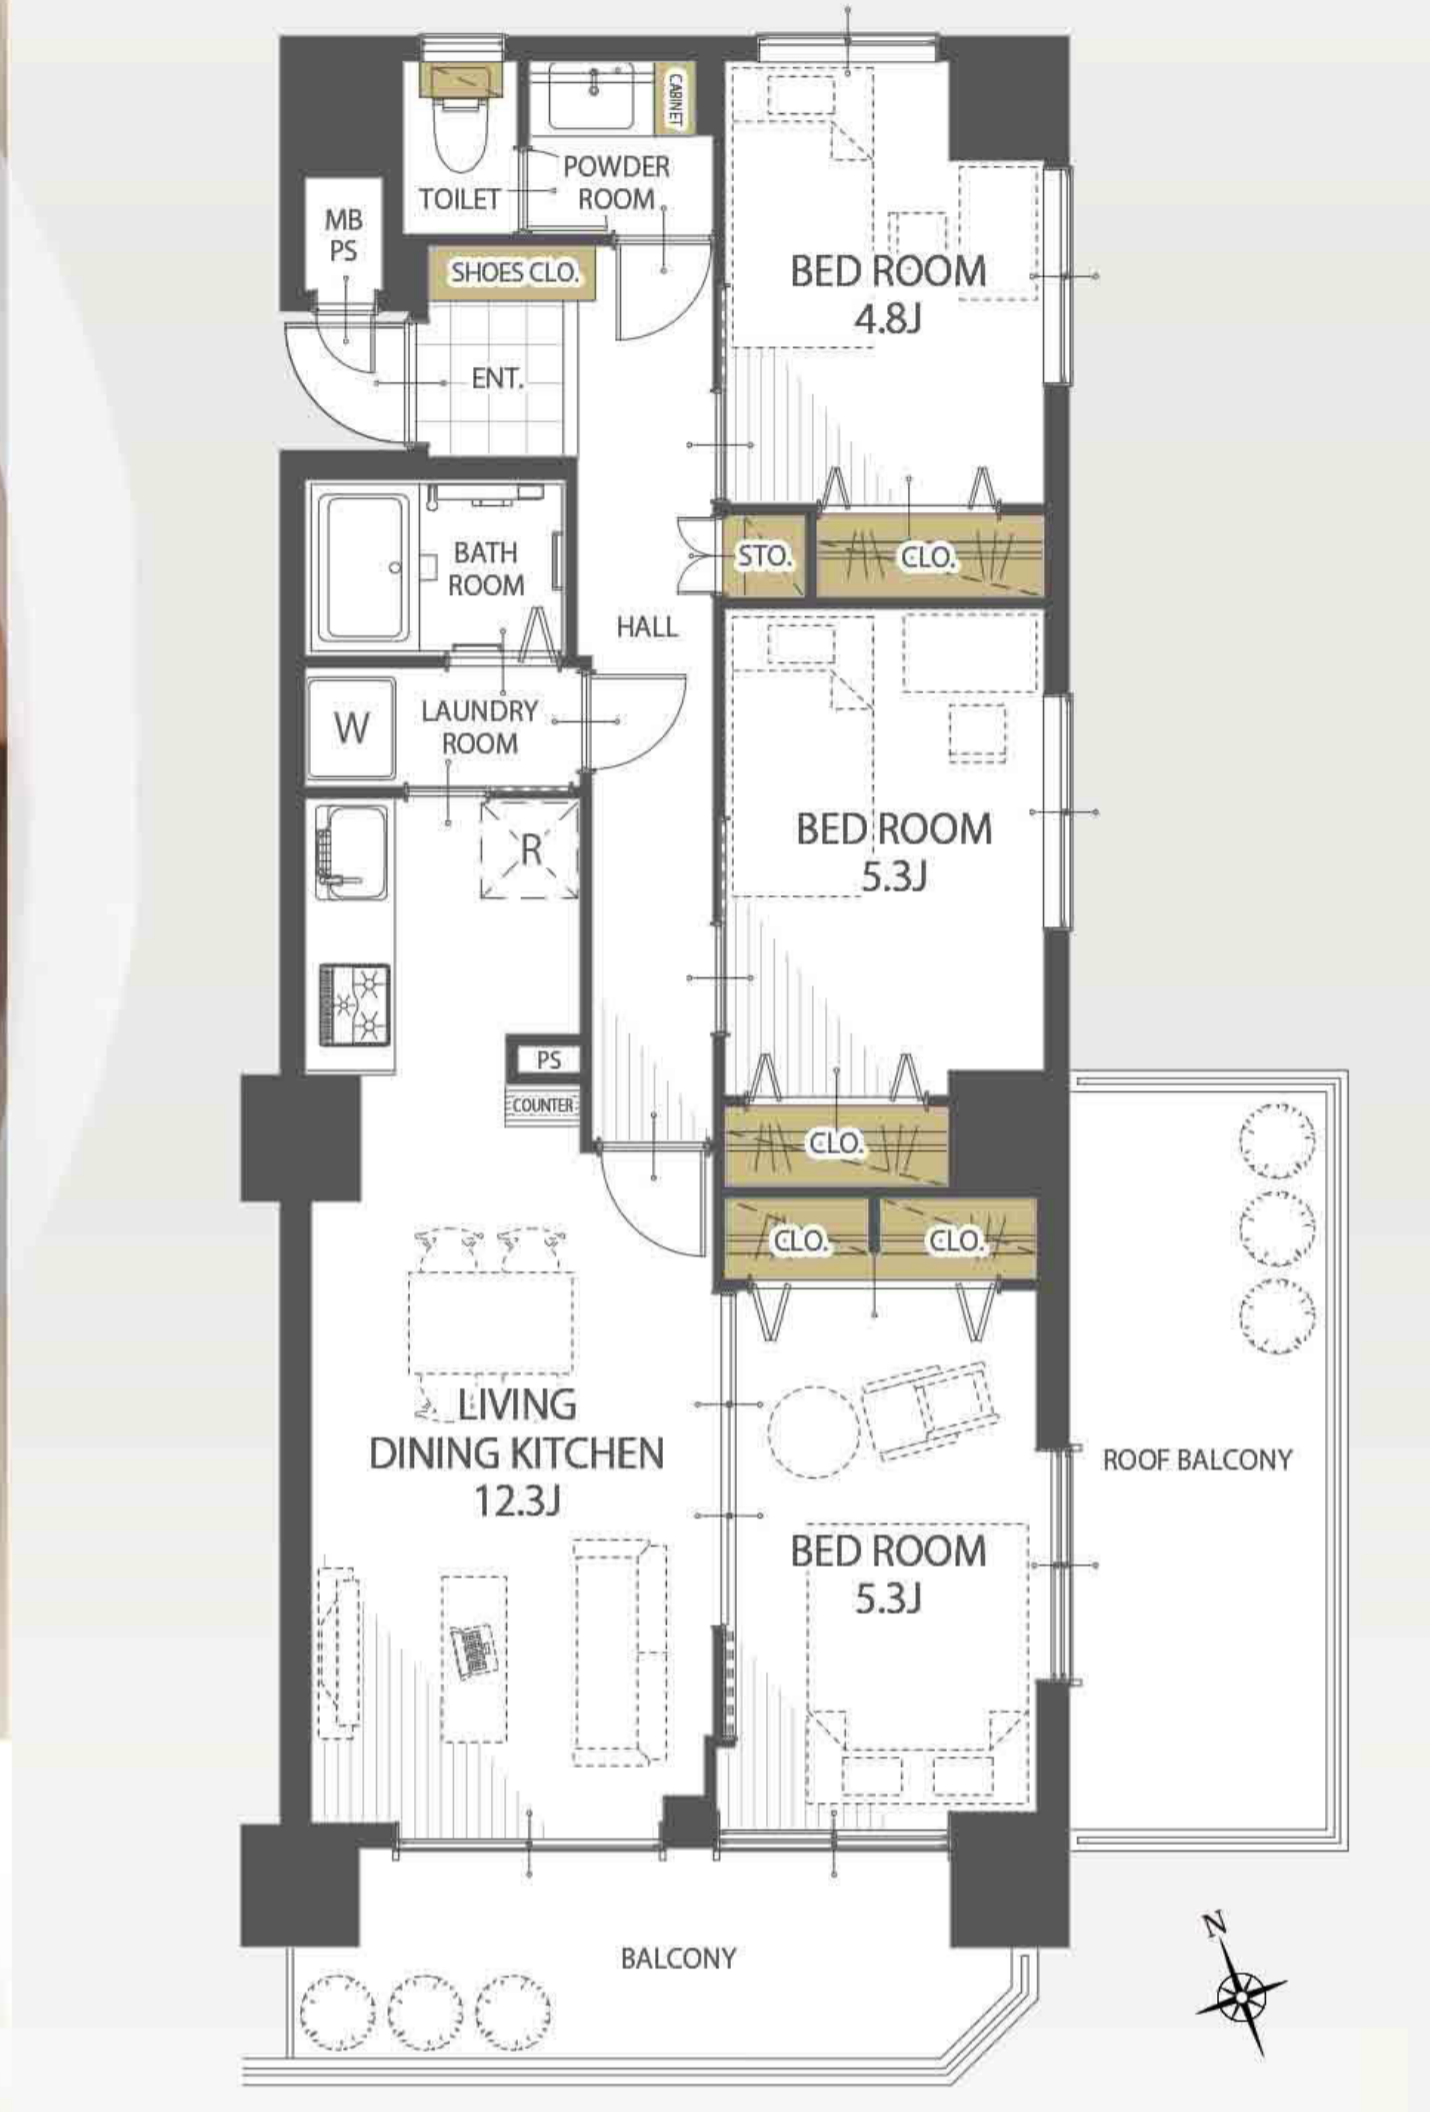 CABINET
POWDER
ROOM
TOILET
MB
PS
SHOES CLO.
BED ROOM
4.8J
ENT.
BATH
ROOM
STO.
CLO.
HALL
W
LAUNDRY
ROOM
R
BED ROOM
5.3J
PS
COUNTER
CLO.
CLO.
CLO.
LIVING
DINING KITCHEN
12.3J
ROOF BALCONY
BED ROOM
5.3J
BALCONY
N